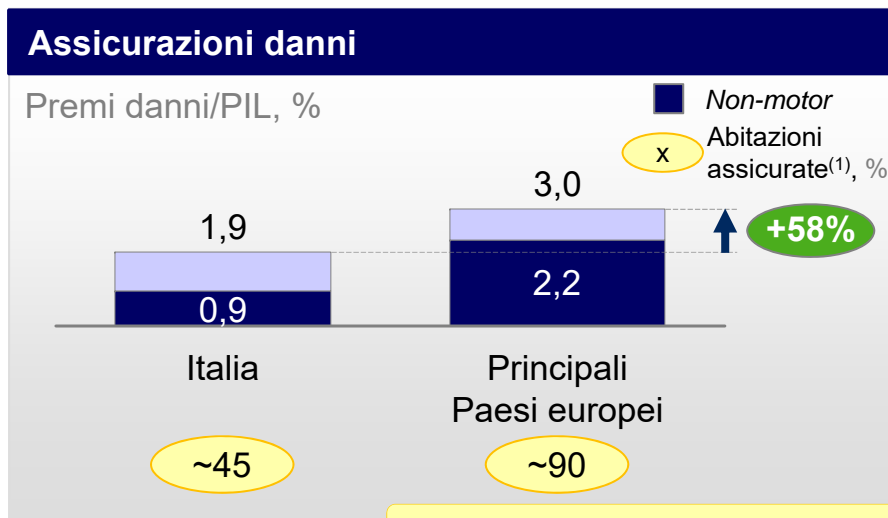 Assicurazioni danni
Premi danni/PIL, %
Non-motor
x
Abitazioni
assicurate(1), %
1,9
3,0
+58%
0,9
2,2
Italia
Principali
Paesi europei
~45
~90